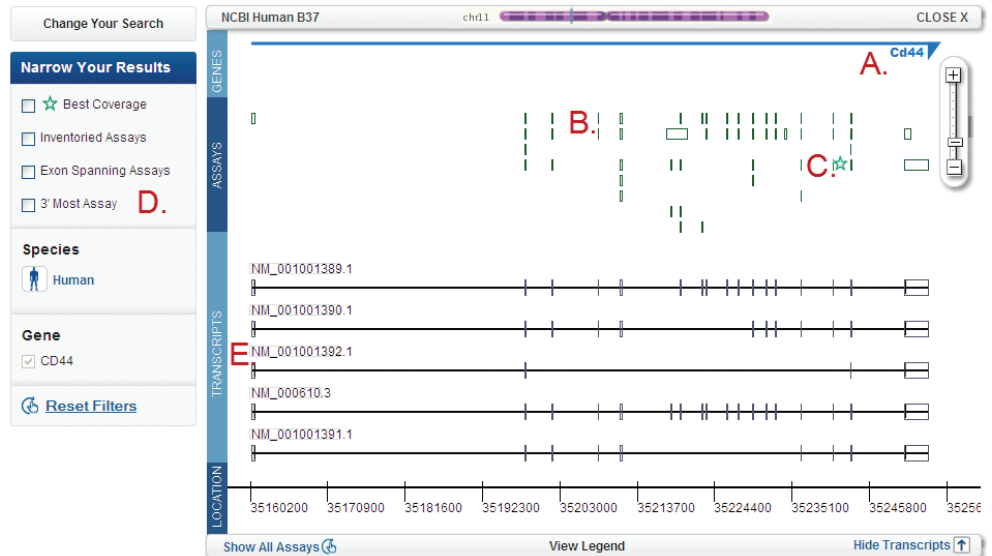 Change Your Search
Narrow Your Results
Best Coverage
Inventoried Assays
Exon Spanning Assays
3' Most Assay
D.
Species
Human
Gene
CD44
Reset Filters
NCBI Human B37
chr11
CLOSE X
GENES
Cd44
A.
ASSAYS
B.
C.
TRANSCRIPTS
NM_001001389.1
NM_001001390.1
E.
NM_001001392.1
NM_000610.3
NM_001001391.1
LOCATION
35160200 35170900 35181600 35192300 35203000 35213700 35224400 35235100 35245800 35256
Show All Assays
View Legend
Hide Transcripts